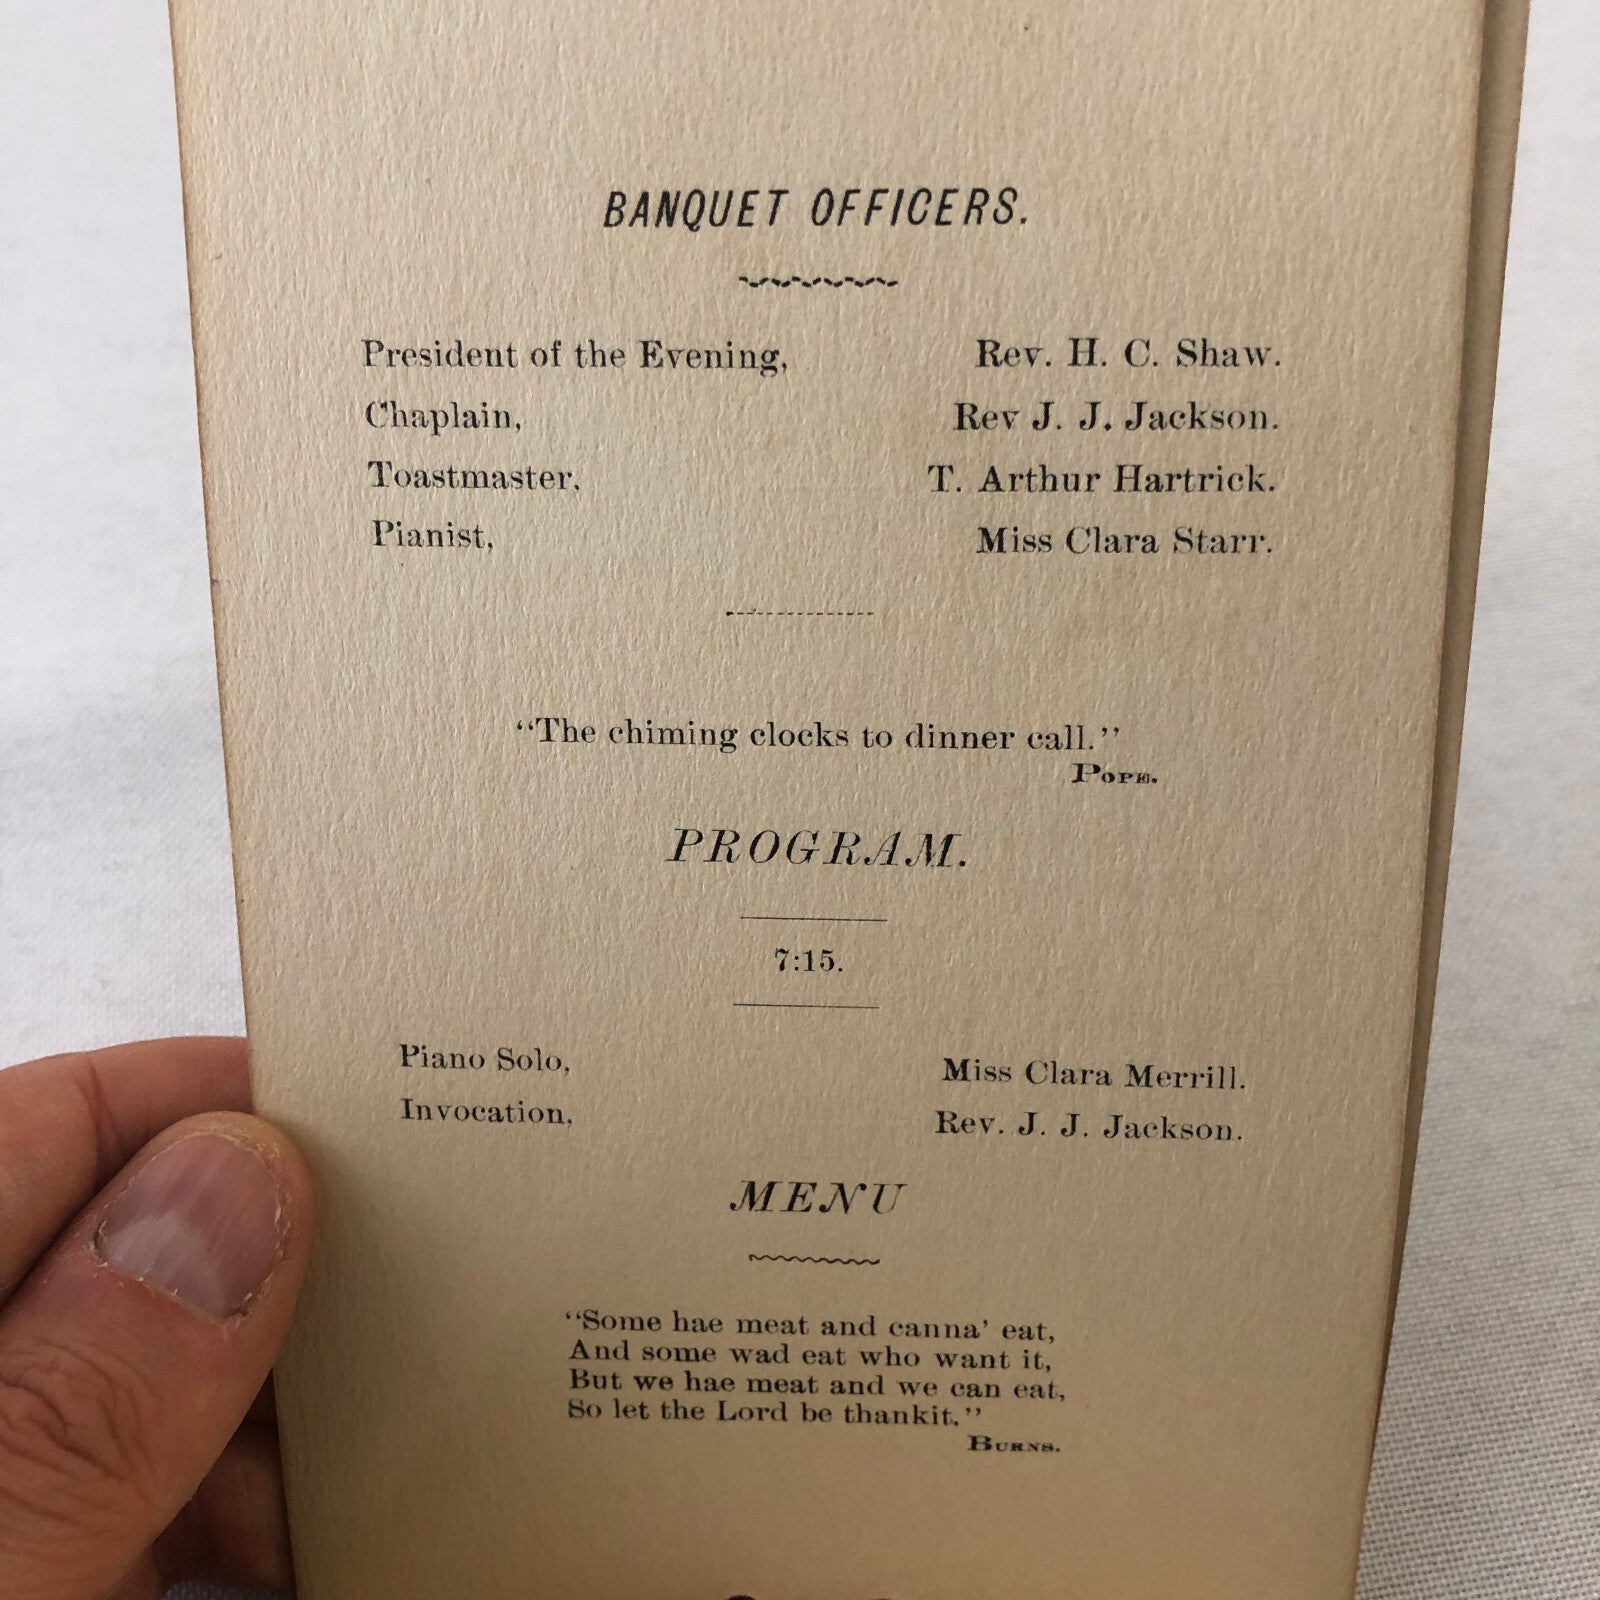 BANQUET OFFICERS.
President of the Evening, Rev. H. C. Shaw.
Chaplain, Rev J. J. Jackson.
Toastmaster, T. Arthur Hartrick.
Pianist, Miss Clara Starr.
“The chiming clocks to dinner call.”
POPE.
PROGRAM.
7:15.
Piano Solo, Miss Clara Merrill.
Invocation, Rev. J. J. Jackson.
MENU
“Some hae meat and canna’ eat,
And some wad eat who want it,
But we hae meat and we can eat,
So let the Lord be thankit.”
BURNS.